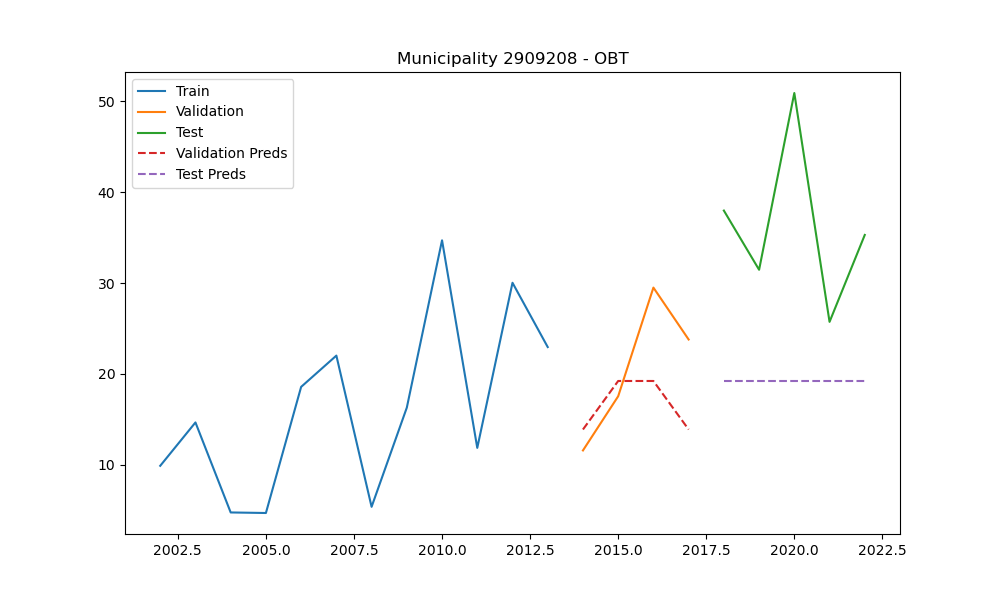 Municipality 2909208 - OBT
Train
Validation
Test
Validation Preds
Test Preds
50
40
30
20
10
2002.5 2005.0 2007.5 2010.0 2012.5 2015.0 2017.5 2020.0 2022.5